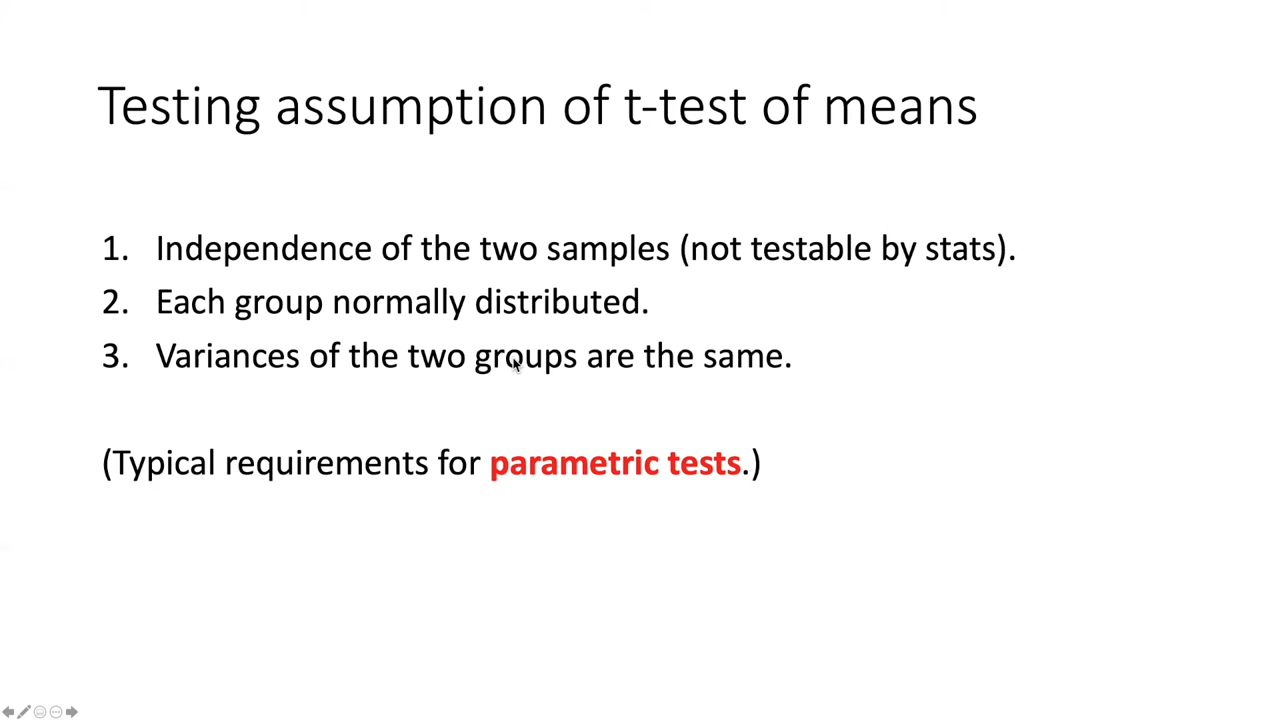 Testing assumption of t-test of means
1. Independence of the two samples (not testable by stats).
2. Each group normally distributed.
3. Variances of the two groups are the same.
(Typical requirements for parametric tests.)